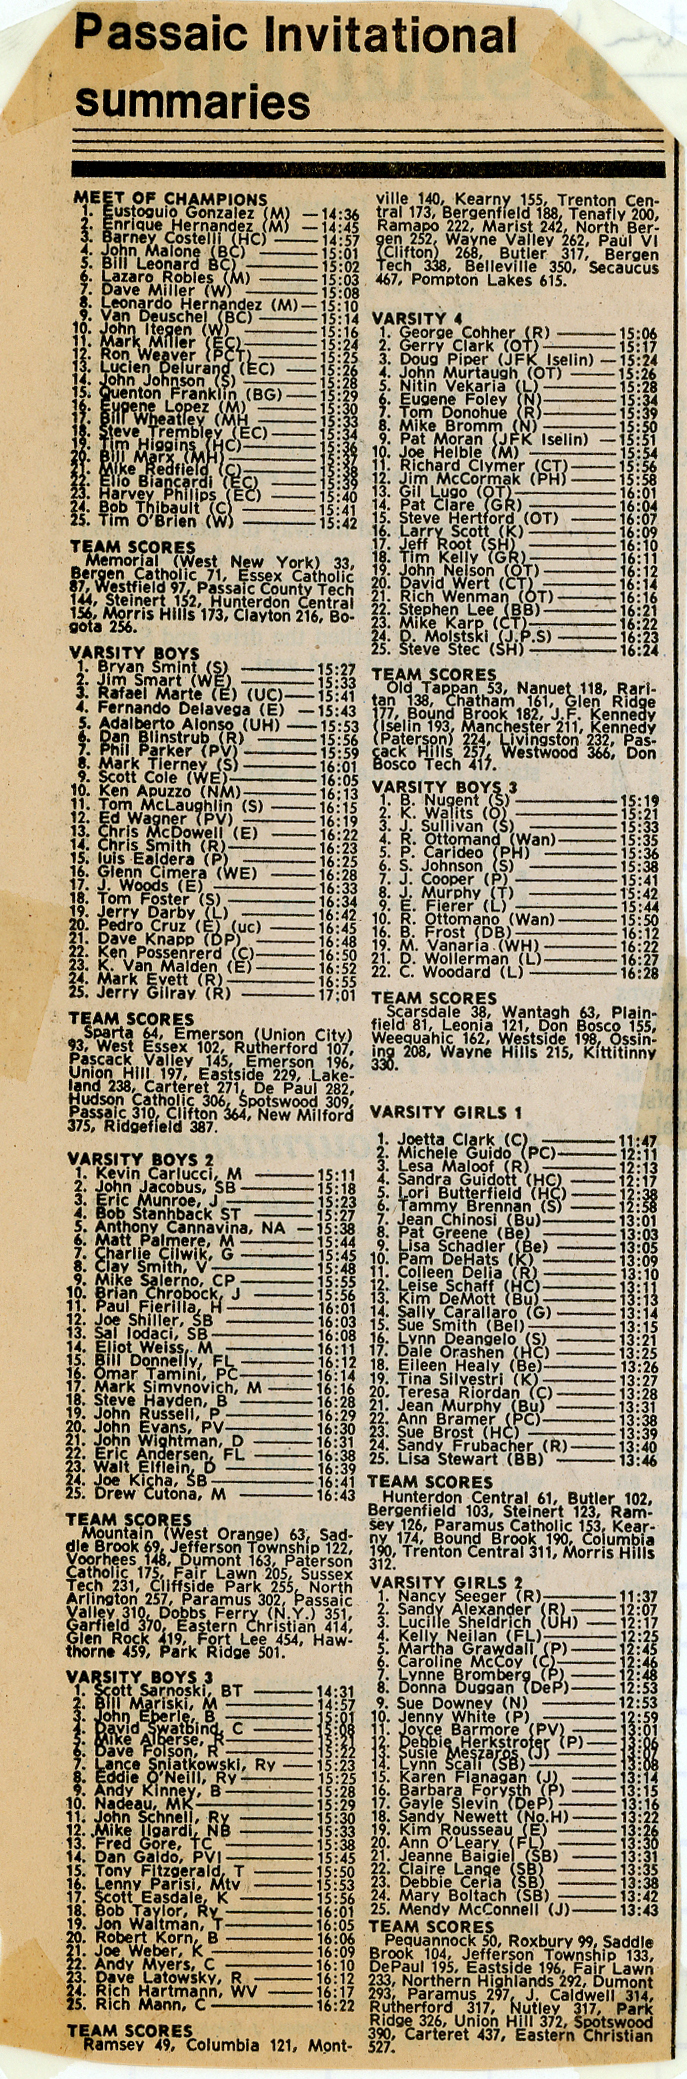 Passaic Invitational
summaries
MEET OF CHAMPIONS
1. Eustoguio Gonzalez (M) — 14:36
2. Enrique Hernandez (M) — 14:45
3. Barney Costelli (HC) — 14:57
4. John Malone (BC) — 15:01
5. Bill Leonard BC) — 15:02
6. Lazaro Robles (M) — 15:03
7. Dave Miller (W) — 15:08
8. Leonardo Hernandez (M) — 15:10
9. Van Deuschel (BC) — 15:14
10. John Itegen (W) — 15:16
11. Mark Miller (EC) — 15:24
12. Ron Weaver (PCT) — 15:25
13. Lucien Delurand (EC) — 15:26
14. John Johnson (S) — 15:28
15. Quenton Franklin (BG) — 15:29
16. Eugene Lopez (M) — 15:30
17. Bill Wheatley (MH — 15:33
18. Steve Trembley (EC) — 15:34
19. Tim Higgins (HC) — 15:36
20. Bill Marx (MH) — 15:37
21. Mike Redfield (C) — 15:38
22. Elio Biancardi (EC) — 15:39
23. Harvey Philips (EC) — 15:40
24. Bob Thibault (C) — 15:41
25. Tim O'Brien (W) — 15:42
TEAM SCORES
Memorial (West New York) 33,
Bergen Catholic 71, Essex Catholic
87, Westfield 97, Passaic County Tech
144, Steinert 152, Hunterdon Central
156, Morris Hills 173, Clayton 216, Bo-
gota 256.
VARSITY BOYS
1. Bryan Smint (S) — 15:27
2. Jim Smart (WE) — 15:33
3. Rafael Marte (E) (UC) — 15:41
4. Fernando Delavega (E) — 15:43
5. Adalberto Alonso (UH) — 15:53
6. Dan Blinstrub (R) — 15:56
7. Phil Parker (PV) — 15:59
8. Mark Tierney (S) — 16:01
9. Scott Cole (WE) — 16:05
10. Ken Apuzzo (NM) — 16:13
11. Tom McLaughlin (S) — 16:15
12. Ed Wagner (PV) — 16:19
13. Chris McDowell (E) — 16:22
14. Chris Smith (R) — 16:23
15. luis Ealdera (P) — 16:25
16. Glenn Cimera (WE) — 16:28
17. J. Woods (E) — 16:33
18. Tom Foster (S) — 16:34
19. Jerry Darby (L) — 16:42
20. Pedro Cruz (E) (uc) — 16:45
21. Dave Knapp (DP) — 16:48
22. Ken Possenrerd (C) — 16:50
23. K. Van Malden (E) — 16:52
24. Mark Evett (R) — 16:55
25. Jerry Gilray (R) — 17:01
TEAM SCORES
Sparta 64, Emerson (Union City)
93, West Essex 102, Rutherford 107,
Pascack Valley 145, Emerson 196,
Union Hill 197, Eastside 229, Lake-
land 238, Carteret 271, De Paul 282,
Hudson Catholic 306, Spotswood 309,
Passaic 310, Clifton 364, New Milford
375, Ridgefield 387.
VARSITY BOYS 2
1. Kevin Carlucci, M — 15:11
2. John Jacobus, SB — 15:18
3. Eric Munroe, J — 15:23
4. Bob Stanhback ST — 15:27
5. Anthony Cannavina, NA — 15:38
6. Matt Palmere, M — 15:44
7. Charlie Cilwik, G — 15:45
8. Clay Smith, V — 15:48
9. Mike Salerno, CP — 15:55
10. Brian Chrobock, J — 15:56
11. Paul Fierilla, H — 16:01
12. Joe Shiller, SB — 16:03
13. Sal Iodaci, SB — 16:08
14. Eliot Weiss, M — 16:11
15. Bill Donnelly, FL — 16:12
16. Omar Tamini, PC — 16:14
17. Mark Simvnovich, M — 16:16
18. Steve Hayden, B — 16:28
19. John Russell, P — 16:29
20. John Evans, PV — 16:30
21. John Wightman, D — 16:31
22. Eric Andersen, FL — 16:38
23. Walt Elflein, D — 16:39
24. Joe Kicha, SB — 16:41
25. Drew Cutona, M — 16:43
TEAM SCORES
Mountain (West Orange) 63, Sad-
dle Brook 69, Jefferson Township 122,
Voorhees 148, Dumont 163, Paterson
Catholic 175, Fair Lawn 205, Sussex
Tech 231, Cliffside Park 255, North
Arlington 257, Paramus 302, Passaic
Valley 310, Dobbs Ferry (N.Y.) 351,
Garfield 370, Eastern Christian 414,
Glen Rock 419, Fort Lee 454, Haw-
thorne 459, Park Ridge 501.
VARSITY BOYS 3
1. Scott Sarnoski, BT — 14:31
2. Bill Mariski, M — 14:57
3. John Eberle, B — 15:01
4. David Swatbind, C — 15:08
5. Mike Alberse, R — 15:21
6. Dave Folson, R — 15:22
7. Lance Sniatkowski, Ry — 15:23
8. Eddie O'Neill, Ry — 15:25
9. Andy Kinney, B — 15:28
10. Nadeau, MK — 15:29
11. John Schnell, Ry — 15:30
12. Mike Ilgardi, NB — 15:33
13. Fred Gore, TC — 15:38
14. Dan Galdo, PVI — 15:45
15. Tony Fitzgerald, T — 15:50
16. Lenny Parisi, Mtv — 15:53
17. Scott Easdale, K — 15:56
18. Bob Taylor, Ry — 16:01
19. Jon Waltman, T — 16:05
20. Robert Korn, B — 16:06
21. Joe Weber, K — 16:09
22. Andy Myers, C — 16:10
23. Dave Latowsky, R — 16:12
24. Rich Hartmann, WV — 16:17
25. Rich Mann, C — 16:22
TEAM SCORES
Ramsey 49, Columbia 121, Mont-
ville 140, Kearny 155, Trenton Cen-
tral 173, Bergenfield 188, Tenafly 200,
Ramapo 222, Marist 242, North Ber-
gen 252, Wayne Valley 262, Paul VI
(Clifton) 268, Butler 317, Bergen
Tech 338, Belleville 350, Secaucus
467, Pompton Lakes 615.
VARSITY 4
1. George Cohher (R) — 15:06
2. Gerry Clark (OT) — 15:17
3. Doug Piper (JFK Iselin) — 15:24
4. John Murtaugh (OT) — 15:26
5. Nitin Vekaria (L) — 15:28
6. Eugene Foley (N) — 15:34
7. Tom Donohue (R) — 15:39
8. Mike Bromm (N) — 15:50
9. Pat Moran (JFK Iselin) — 15:51
10. Joe Helble (M) — 15:54
11. Richard Clymer (CT) — 15:56
12. Jim McCormak (PH) — 15:58
13. Gil Lugo (OT) — 16:01
14. Pat Clare (GR) — 16:04
15. Steve Hertford (OT) — 16:07
16. Larry Scott (K) — 16:09
17. Jeff Root (SH) — 16:10
18. Tim Kelly (GR) — 16:11
19. John Nelson (OT) — 16:12
20. David Wert (CT) — 16:14
21. Rich Wenman (OT) — 16:16
22. Stephen Lee (BB) — 16:21
23. Mike Karp (CT) — 16:22
24. D. Molstski (J.P.S) — 16:23
25. Steve Stec (SH) — 16:24
TEAM SCORES
Old Tappan 53, Nanuet 118, Rari-
tan 138, Chatham 161, Glen Ridge
177, Bound Brook 182, J.F. Kennedy
(Iselin 193, Manchester 211, Kennedy
(Paterson) 224, Livingston 232, Pas-
cack Hills 257, Westwood 366, Don
Bosco Tech 417.
VARSITY BOYS 3
1. B. Nugent (S) — 15:19
2. K. Walits (O) — 15:21
3. J. Sullivan (S) — 15:33
4. R. Ottomand (Wan) — 15:35
5. P. Carideo (PH) — 15:36
6. S. Johnson (S) — 15:38
7. J. Cooper (P) — 15:41
8. J. Murphy (T) — 15:42
9. E. Fierer (L) — 15:44
10. R. Ottomano (Wan) — 15:50
16. B. Frost (DB) — 16:12
19. M. Vanaria (WH) — 16:22
21. D. Wollerman (L) — 16:27
22. C. Woodard (L) — 16:28
TEAM SCORES
Scarsdale 38, Wantagh 63, Plain-
field 81, Leonia 121, Don Bosco 155,
Weequahic 162, Westside 198, Ossin-
ing 208, Wayne Hills 215, Kittitinny
330.
VARSITY GIRLS 1
1. Joetta Clark (C) — 11:47
2. Michele Guido (PC) — 12:11
3. Lesa Maloof (R) — 12:13
4. Sandra Guidott (HC) — 12:17
5. Lori Butterfield (HC) — 12:38
6. Tammy Brennan (S) — 12:58
7. Jean Chinosi (Bu) — 13:01
8. Pat Greene (Be) — 13:03
9. Lisa Schadler (Be) — 13:05
10. Pam DeHats (K) — 13:09
11. Colleen Delia (R) — 13:10
12. Leise Schaff (HC) — 13:11
13. Kim DeMott (Bu) — 13:13
14. Sally Carallaro (G) — 13:14
15. Sue Smith (Bel) — 13:15
16. Lynn Deangelo (S) — 13:21
17. Dale Orashen (HC) — 13:25
18. Eileen Healy (Be) — 13:26
19. Tina Silvestri (K) — 13:27
20. Teresa Riordan (C) — 13:28
21. Jean Murphy (Bu) — 13:31
22. Ann Bramer (PC) — 13:38
23. Sue Brost (HC) — 13:39
24. Sandy Frubacher (R) — 13:40
25. Lisa Stewart (BB) — 13:46
TEAM SCORES
Hunterdon Central 61, Butler 102,
Bergenfield 103, Steinert 123, Ram-
sey 126, Paramus Catholic 153, Kear-
ny 174, Bound Brook 190, Columbia
190, Trenton Central 311, Morris Hills
312.
VARSITY GIRLS 2
1. Nancy Seeger (R) — 11:37
2. Sandy Alexander (R) — 12:07
3. Lucille Sheldrich (UH) — 12:17
4. Kelly Neilan (FL) — 12:25
5. Martha Grawdall (P) — 12:45
6. Caroline McCoy (C) — 12:46
7. Lynne Bromberg (P) — 12:48
8. Donna Duggan (DeP) — 12:53
9. Sue Downey (N) — 12:53
10. Jenny White (P) — 12:59
11. Joyce Barmore (PV) — 13:01
12. Debbie Herkstroter (P) — 13:06
13. Susie Meszaros (J) — 13:07
14. Lynn Scali (SB) — 13:08
15. Karen Flanagan (J) — 13:14
16. Barbara Forysth (P) — 13:15
17. Gayle Slevin (DeP) — 13:16
18. Sandy Newett (No.H) — 13:22
19. Kim Rousseau (E) — 13:26
20. Ann O'Leary (FL) — 13:30
21. Jeanne Baigiel (SB) — 13:31
22. Claire Lange (SB) — 13:35
23. Debbie Ceria (SB) — 13:38
24. Mary Boltach (SB) — 13:42
25. Mendy McConnell (J) — 13:43
TEAM SCORES
Pequannock 50, Roxbury 99, Saddle
Brook 104, Jefferson Township 133,
DePaul 195, Eastside 196, Fair Lawn
233, Northern Highlands 292, Dumont
293, Paramus 297, J. Caldwell 314,
Rutherford 317, Nutley 317, Park
Ridge 326, Union Hill 372, Spotswood
390, Carteret 437, Eastern Christian
527.